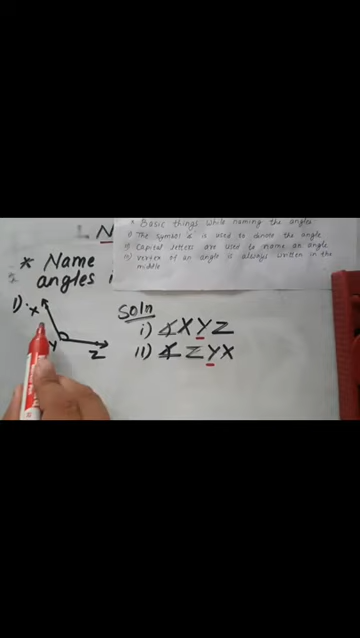 1. N
* Basic things while naming the angles
i) The symbol ∡ is used to denote the angle
ii) Capital letters are used to name an angle
iii) vertex of an angle is always written in the middle
* Name
angles i
Soln
1) X
Y
Z
i) ∡ X Y Z
ii) ∡ Z Y X